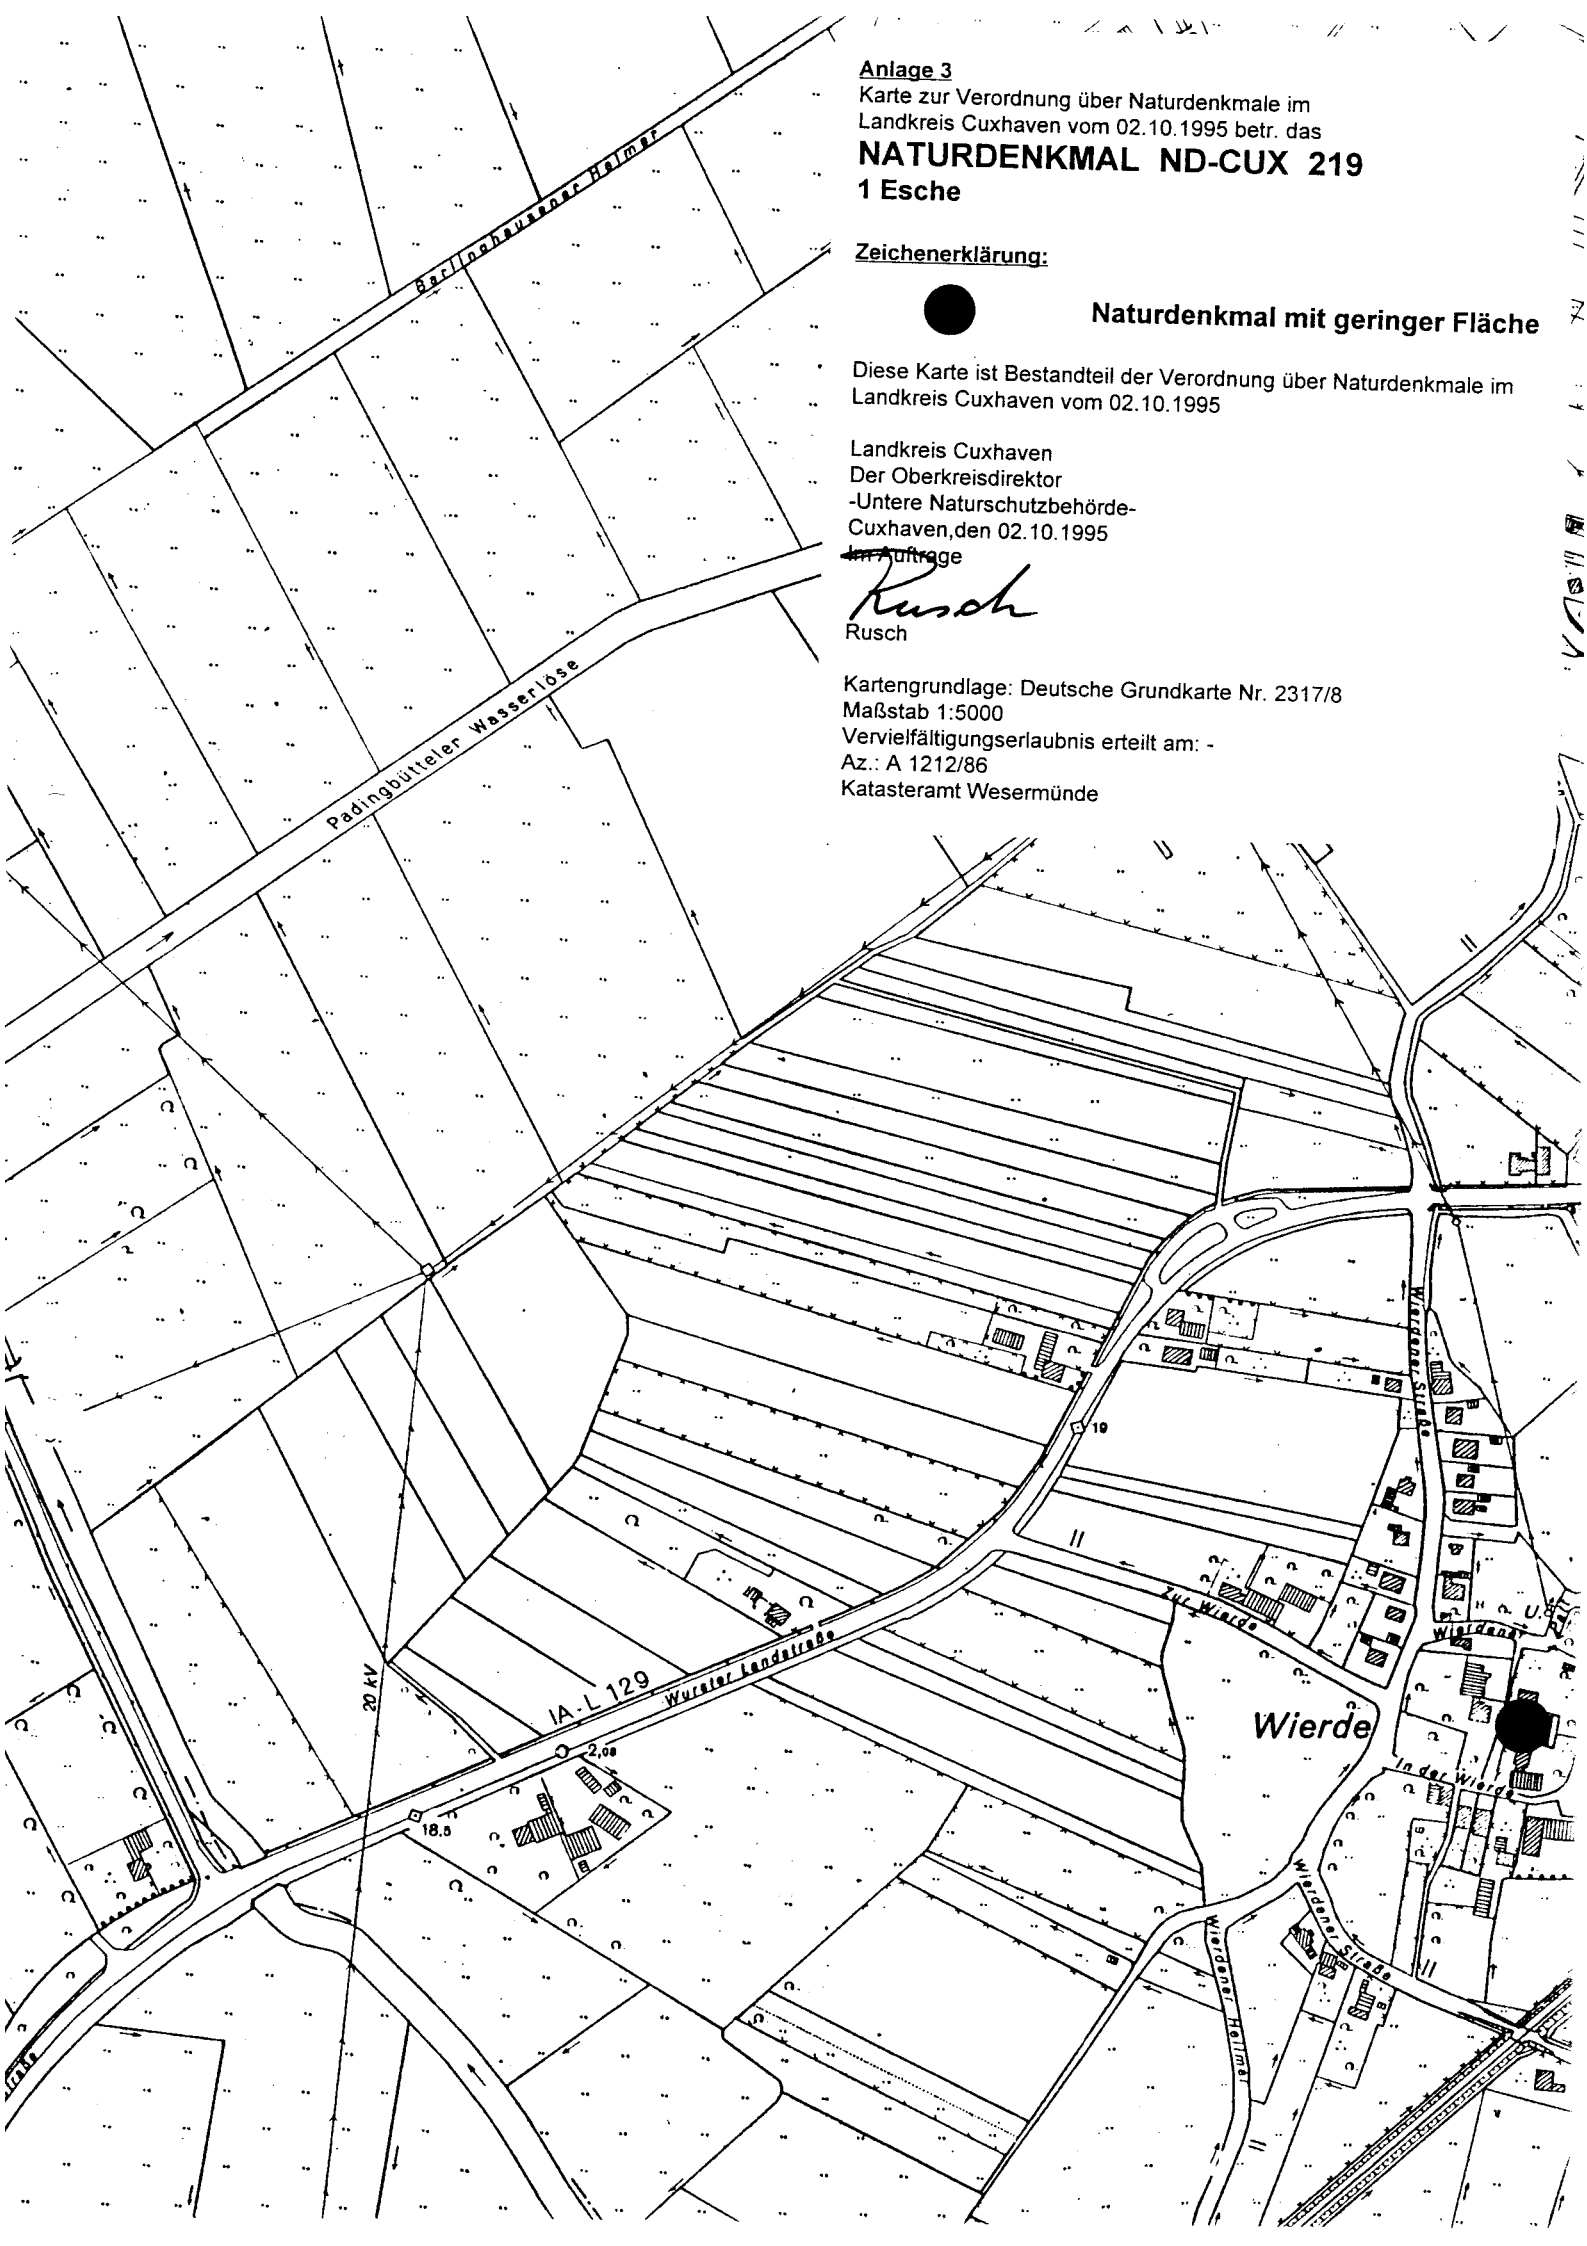 Anlage 3
Karte zur Verordnung über Naturdenkmale im
Landkreis Cuxhaven vom 02.10.1995 betr. das
NATURDENKMAL ND-CUX 219
1 Esche
Zeichenerklärung:
Naturdenkmal mit geringer Fläche
Diese Karte ist Bestandteil der Verordnung über Naturdenkmale im
Landkreis Cuxhaven vom 02.10.1995
Landkreis Cuxhaven
Der Oberkreisdirektor
-Untere Naturschutzbehörde-
Cuxhaven,den 02.10.1995
Im Auftrage
Rusch
Rusch
Kartengrundlage: Deutsche Grundkarte Nr. 2317/8
Maßstab 1:5000
Vervielfältigungserlaubnis erteilt am: -
Az.: A 1212/86
Katasteramt Wesermünde
Barlinghausener Helmer
Padingbütteler Wasserlöse
Wierdener Straße
19
Zur Wierde
Wierdener
20 kV
IA-L 129
Wurster Landstraße
Wierde
2,08
In der Wierde
18,5
Wierdener Straße
Wierdener Hellmer